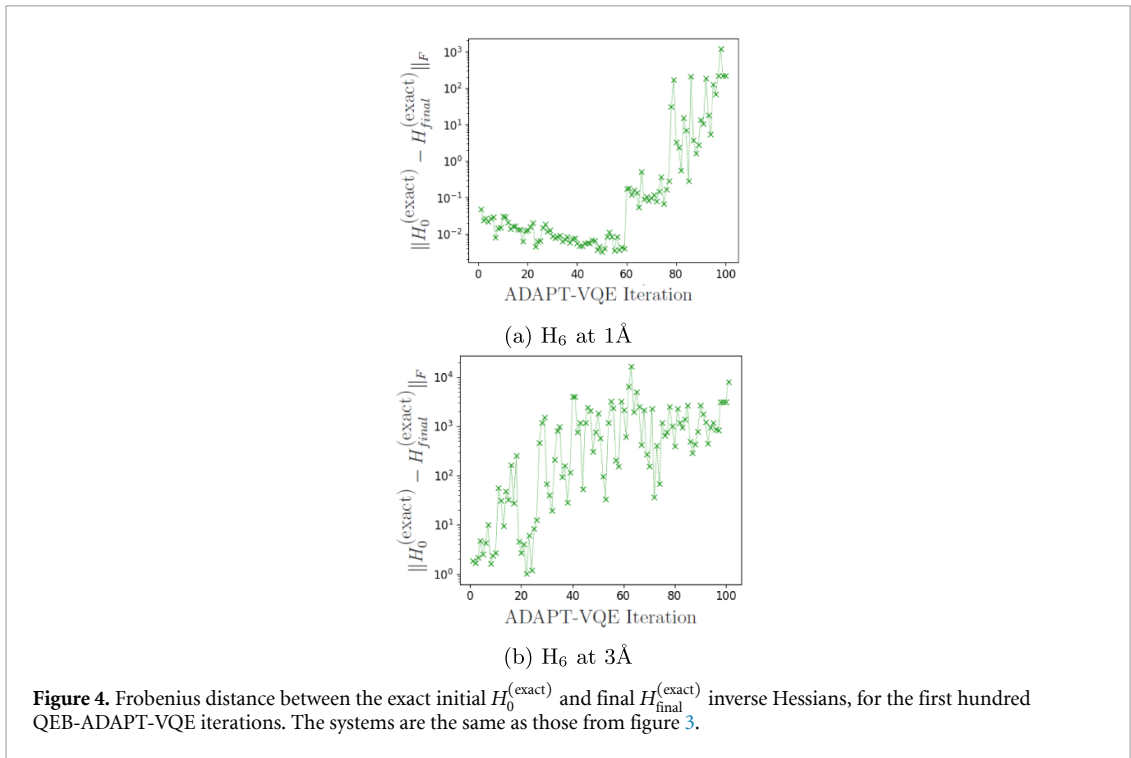 10³
10²
10¹
10⁰
10⁻¹
10⁻²
||H₀^(exact) − H_final^(exact)||_F
0 20 40 60 80 100
ADAPT-VQE Iteration
(a) H₆ at 1Å
10⁴
10³
10²
10¹
10⁰
||H₀^(exact) − H_final^(exact)||_F
0 20 40 60 80 100
ADAPT-VQE Iteration
(b) H₆ at 3Å
Figure 4. Frobenius distance between the exact initial H₀^(exact) and final H_final^(exact) inverse Hessians, for the first hundred
QEB-ADAPT-VQE iterations. The systems are the same as those from figure 3.